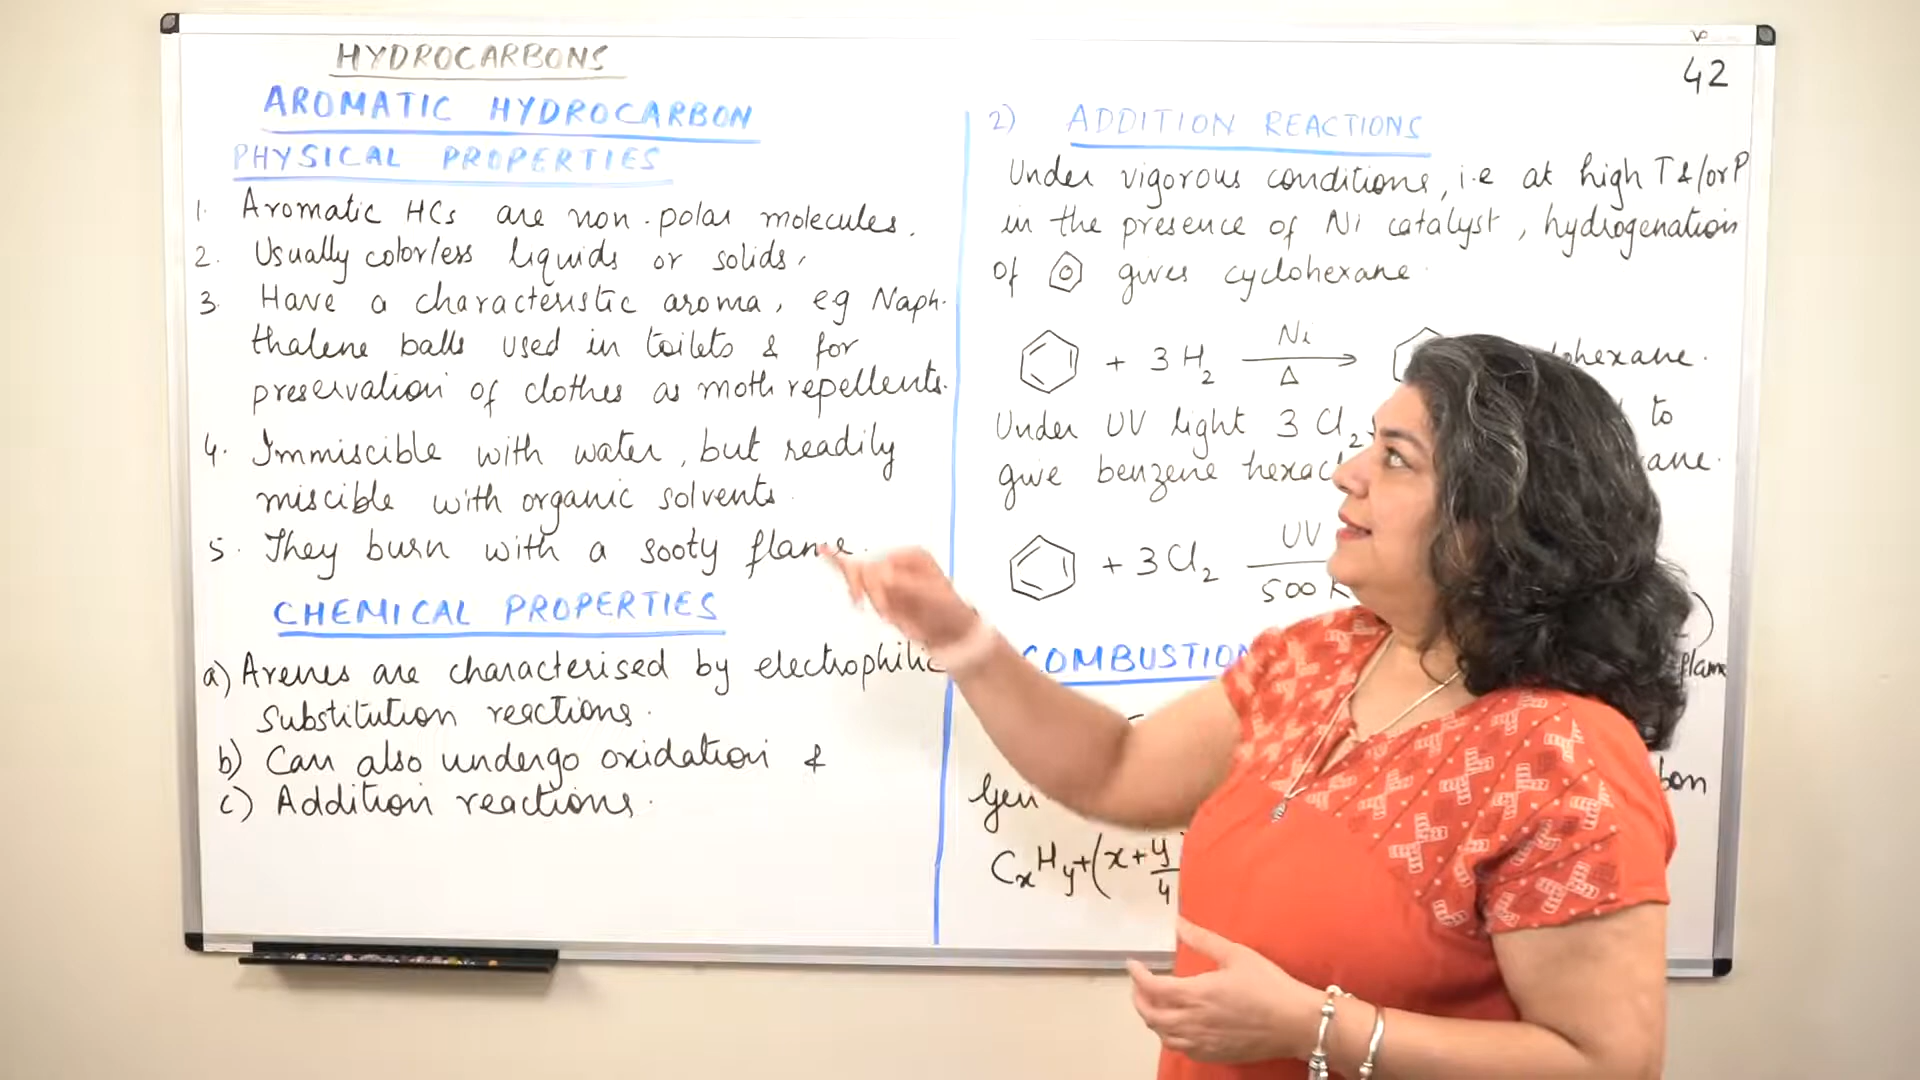 HYDROCARBONS
AROMATIC HYDROCARBON
PHYSICAL PROPERTIES
1. Aromatic HCs are non-polar molecules.
2. Usually colorless liquids or solids,
3. Have a characteristic aroma, eg Naph-
thalene balls used in toilets & for
preservation of clothes as moth repellents.
4. Immiscible with water, but readily
miscible with organic solvents.
5. They burn with a sooty flame.
CHEMICAL PROPERTIES
a) Arenes are characterised by electrophilic
substitution reactions.
b) Can also undergo oxidation &
c) Addition reactions.
42
2) ADDITION REACTIONS
Under vigorous conditions, i.e at high T &/or P
in the presence of Ni catalyst, hydrogenation
of gives cyclohexane.
+ 3H₂ Ni Δ
Under UV light 3 Cl₂ to
give benzene
+ 3Cl₂ UV 500 K
COMBUSTION
flame
CxHy + (x + y/4